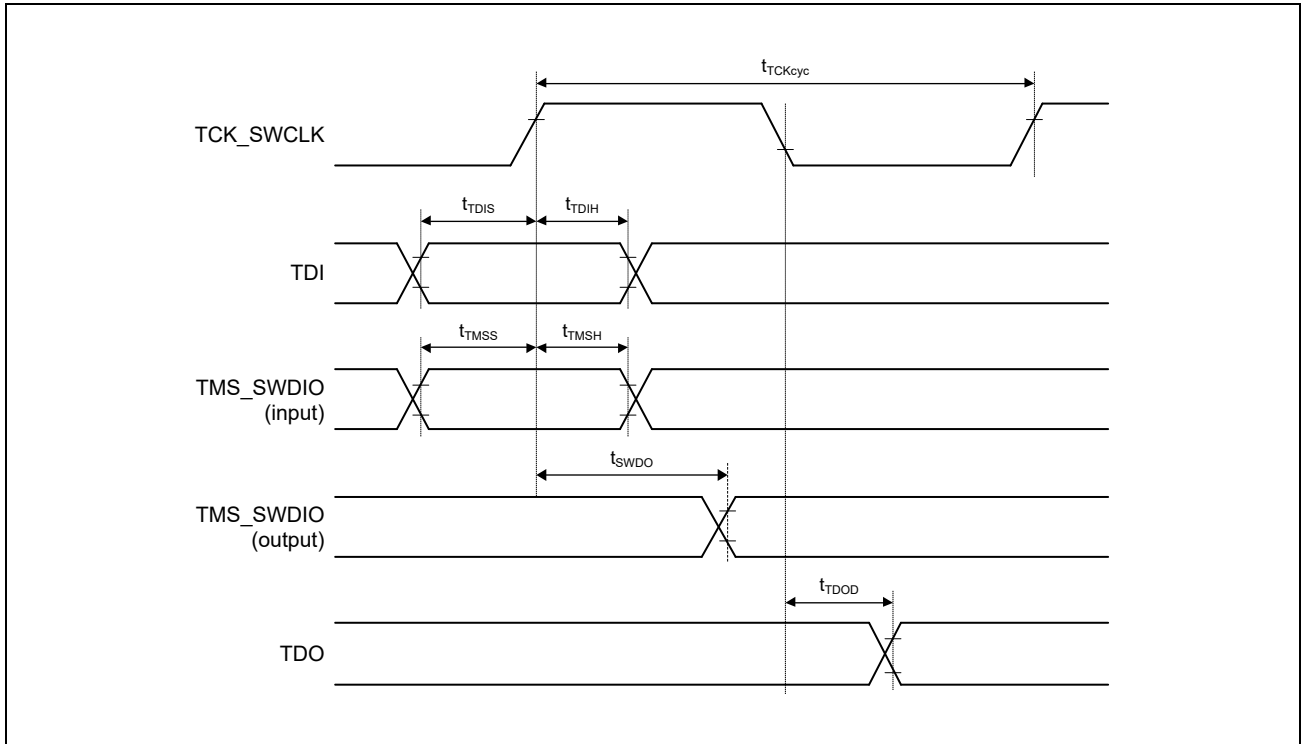 tTCKcyc
TCK_SWCLK
tTDIS
tTDIH
TDI
tTMSS
tTMSH
TMS_SWDIO
(input)
tSWDO
TMS_SWDIO
(output)
tTDOD
TDO